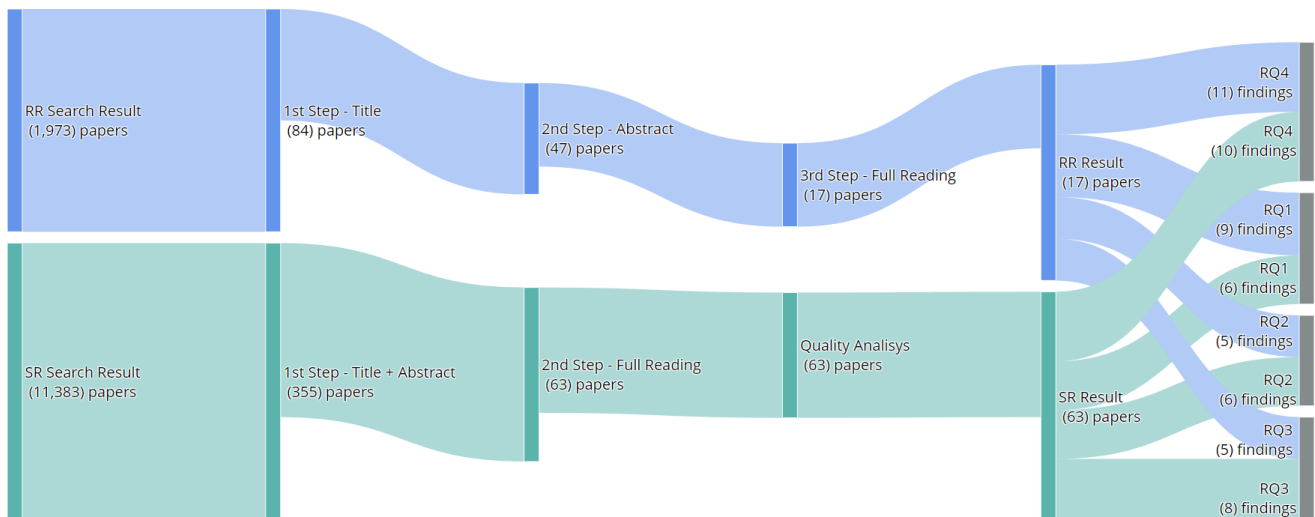 RR Search Result
(1,973) papers
1st Step - Title
(84) papers
2nd Step - Abstract
(47) papers
3rd Step - Full Reading
(17) papers
RR Result
(17) papers
RQ4
(11) findings
RQ4
(10) findings
RQ1
(9) findings
RQ1
(6) findings
RQ2
(5) findings
RQ2
(6) findings
RQ3
(5) findings
RQ3
(8) findings
SR Search Result
(11,383) papers
1st Step - Title + Abstract
(355) papers
2nd Step - Full Reading
(63) papers
Quality Analisys
(63) papers
SR Result
(63) papers